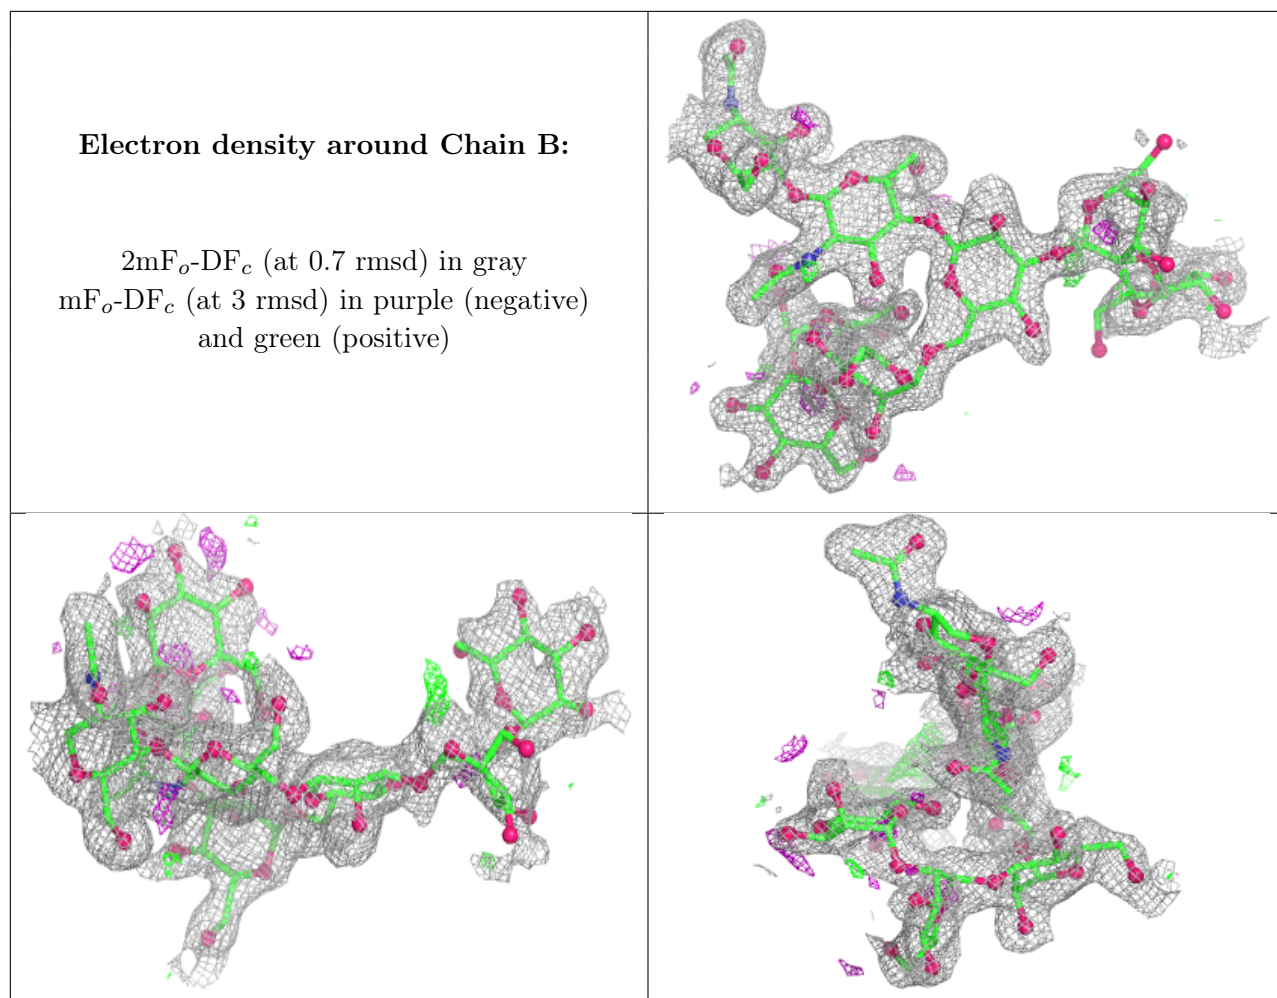 Electron density around Chain B:
2mFo-DFc (at 0.7 rmsd) in gray
mFo-DFc (at 3 rmsd) in purple (negative)
and green (positive)